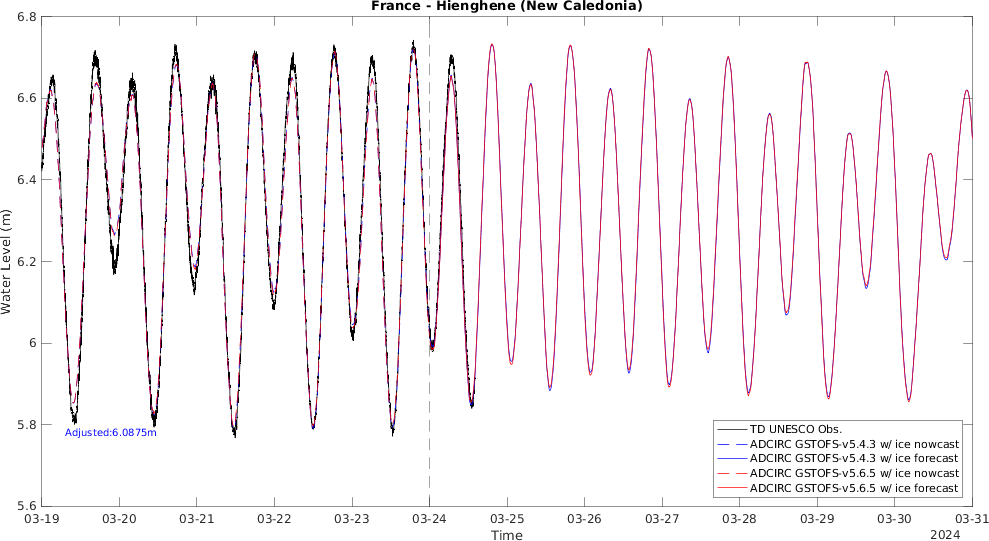 France - Hienghene (New Caledonia)
6.8
6.6
6.4
6.2
6
5.8
5.6
Water Level (m)
Adjusted:6.0875m
TD UNESCO Obs.
ADCIRC GSTOFS-v5.4.3 w/ ice nowcast
ADCIRC GSTOFS-v5.4.3 w/ ice forecast
ADCIRC GSTOFS-v5.6.5 w/ ice nowcast
ADCIRC GSTOFS-v5.6.5 w/ ice forecast
03-19 03-20 03-21 03-22 03-23 03-24 03-25 03-26 03-27 03-28 03-29 03-30 03-31
Time
2024